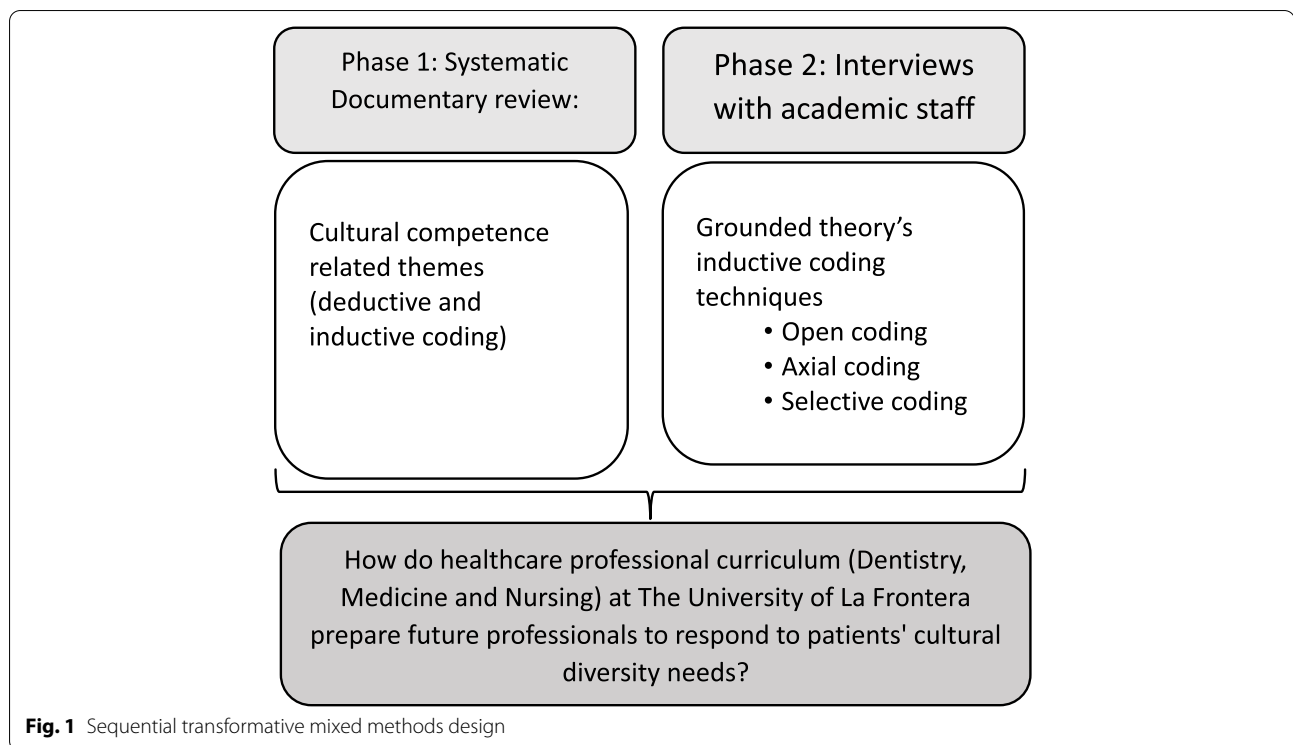 Phase 1: Systematic
Documentary review:
Phase 2: Interviews
with academic staff
Cultural competence
related themes
(deductive and
inductive coding)
Grounded theory’s
inductive coding
techniques
• Open coding
• Axial coding
• Selective coding
How do healthcare professional curriculum (Dentistry,
Medicine and Nursing) at The University of La Frontera
prepare future professionals to respond to patients' cultural
diversity needs?
Fig. 1 Sequential transformative mixed methods design